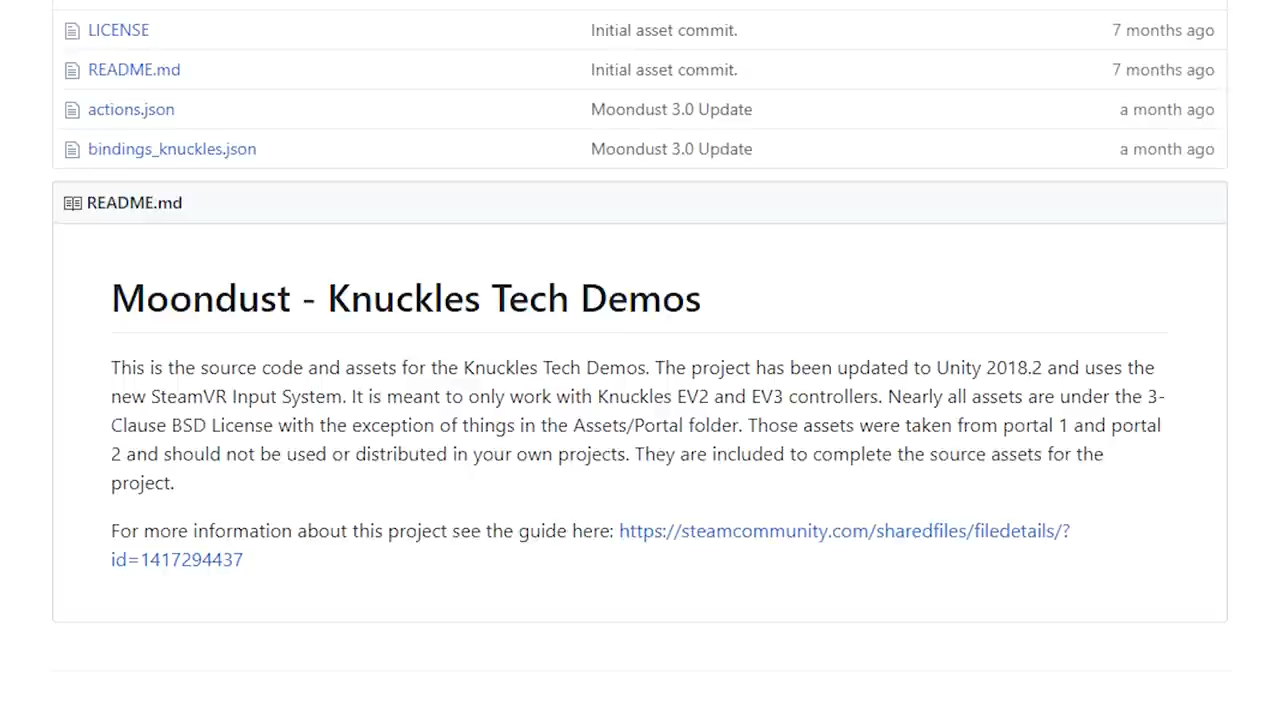 LICENSE Initial asset commit. 7 months ago
README.md Initial asset commit. 7 months ago
actions.json Moondust 3.0 Update a month ago
bindings_knuckles.json Moondust 3.0 Update a month ago
README.md
Moondust - Knuckles Tech Demos
This is the source code and assets for the Knuckles Tech Demos. The project has been updated to Unity 2018.2 and uses the
new SteamVR Input System. It is meant to only work with Knuckles EV2 and EV3 controllers. Nearly all assets are under the 3-
Clause BSD License with the exception of things in the Assets/Portal folder. Those assets were taken from portal 1 and portal
2 and should not be used or distributed in your own projects. They are included to complete the source assets for the
project.
For more information about this project see the guide here: https://steamcommunity.com/sharedfiles/filedetails/?
id=1417294437